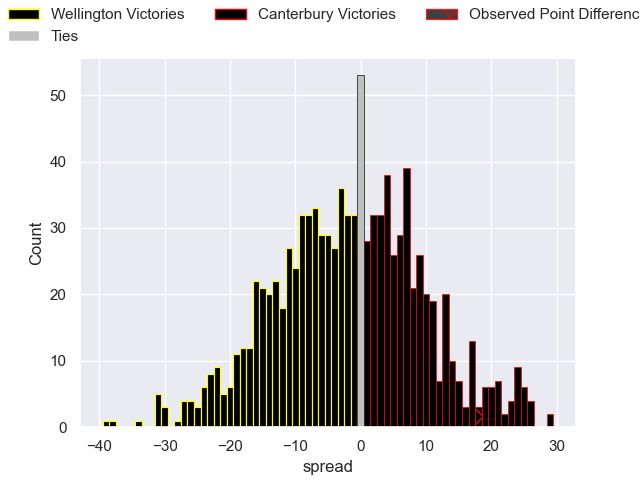 Wellington Victories
Canterbury Victories
Observed Point Differenc
Ties
50
40
30
20
10
0
Count
−40 −30 −20 −10 0 10 20 30
spread